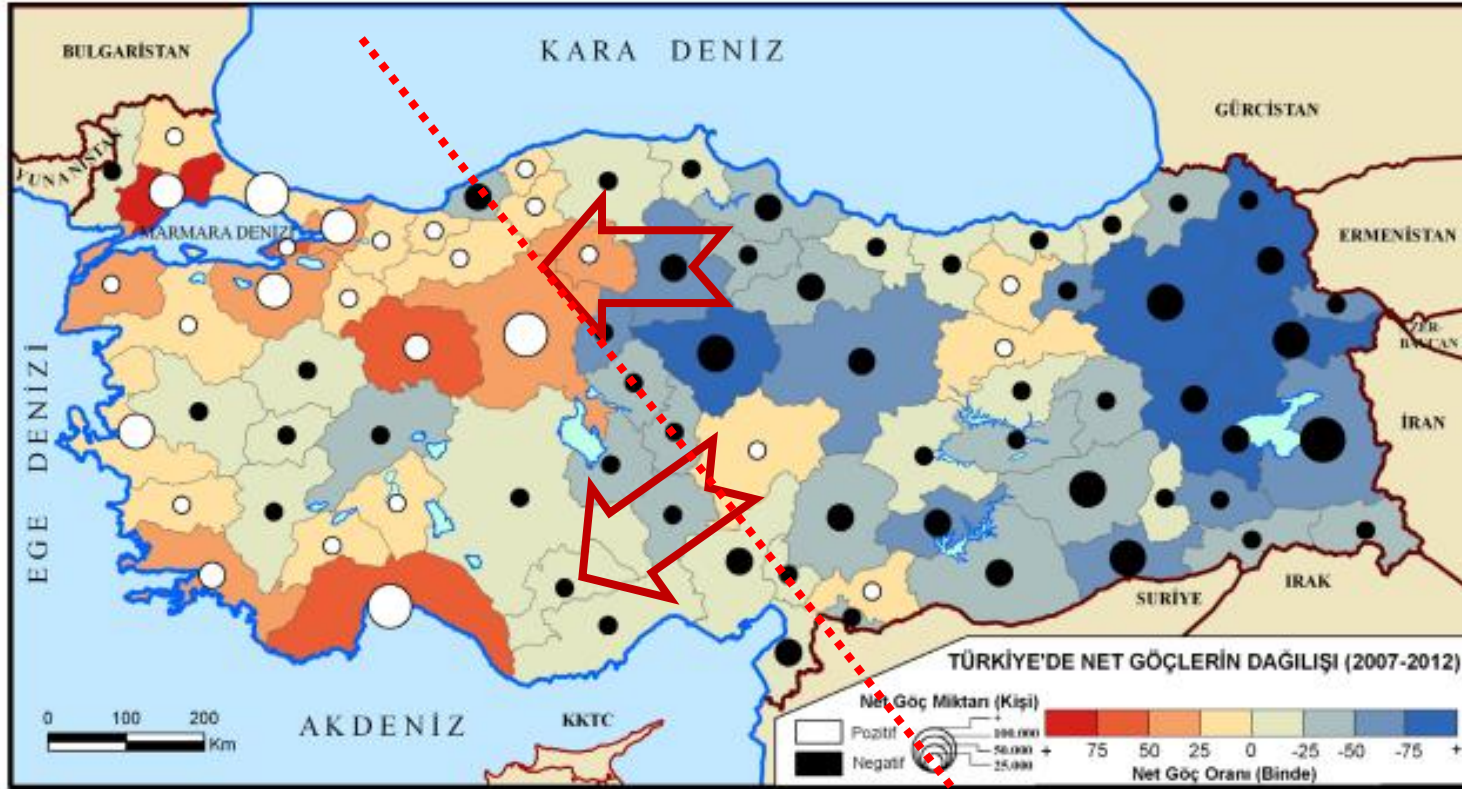 BULGARİSTAN
KARA DENİZ
GÜRCİSTAN
YUNANİSTAN
ERMENİSTAN
MARMARA DENİZİ
AZER-
BAYCAN
İRAN
EGE DENİZİ
IRAK
SURİYE
AKDENİZ
KKTC
0 100 200
Km
TÜRKİYE'DE NET GÖÇLERİN DAĞILIŞI (2007-2012)
Net Göç Miktarı (Kişi)
Pozitif
Negatif
+
100.000
50.000
25.000
+ 75 50 25 0 -25 -50 -75 +
Net Göç Oranı (Binde)